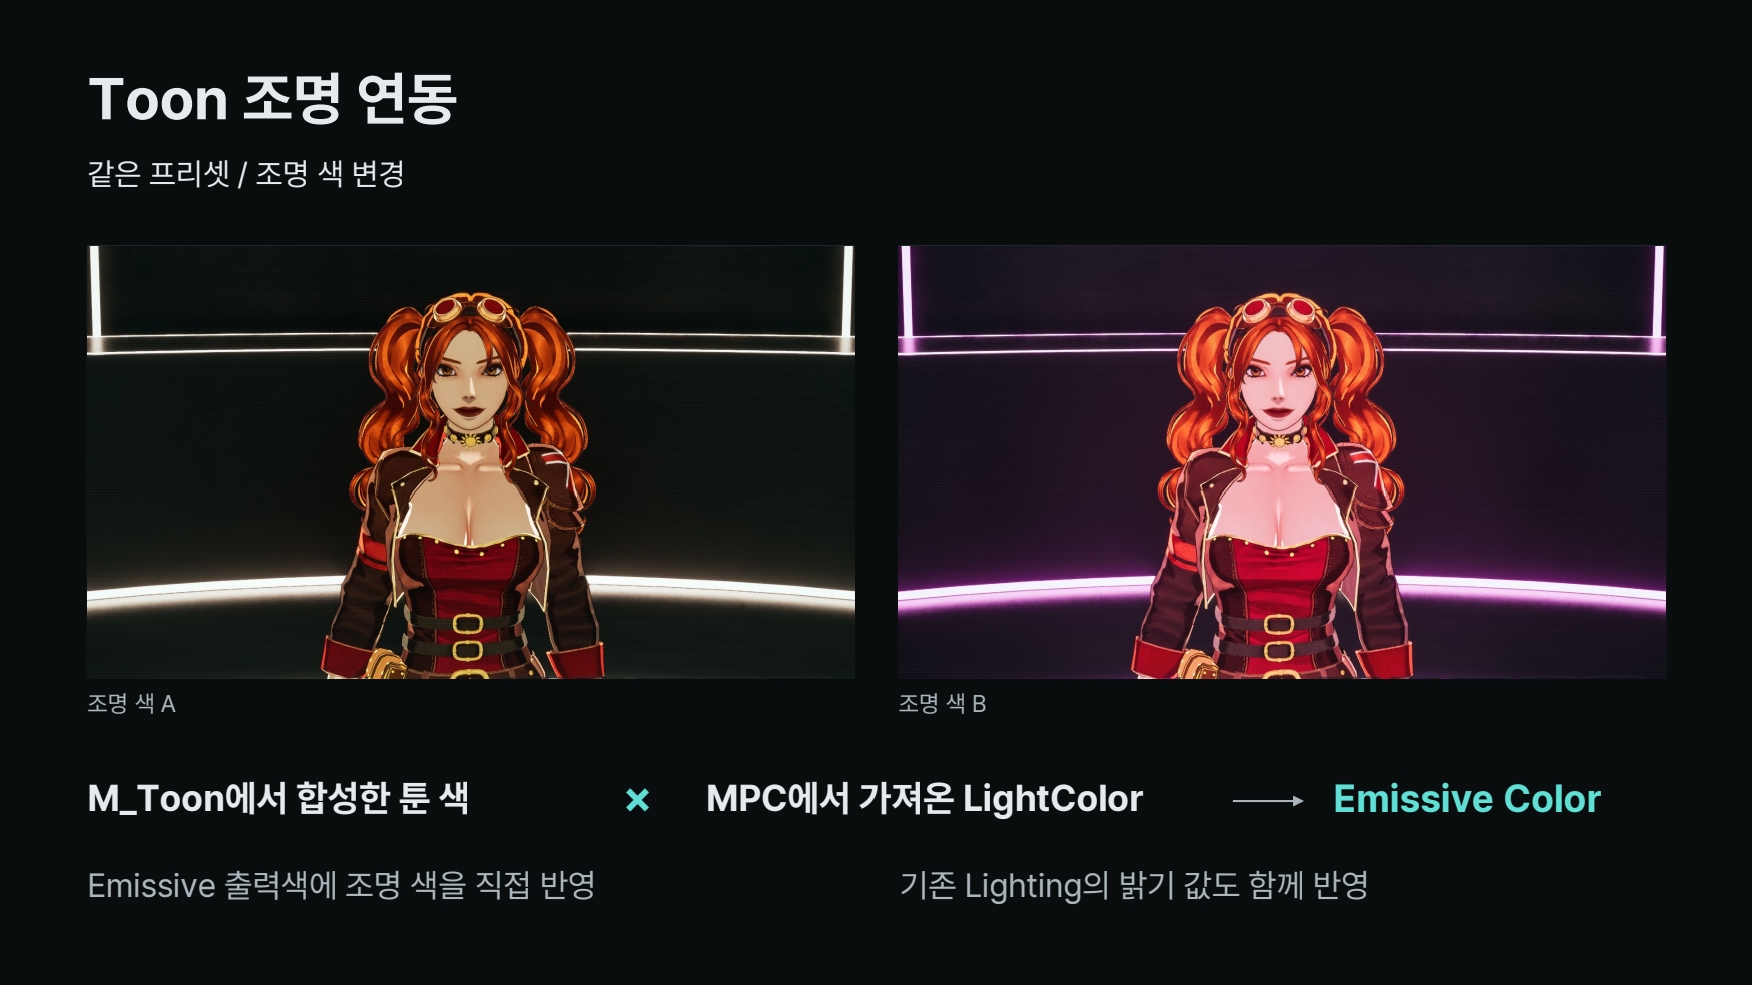 Toon 조명 연동
같은 프리셋 / 조명 색 변경
조명 색 A
조명 색 B
M_Toon에서 합성한 툰 색 × MPC에서 가져온 LightColor → Emissive Color
Emissive 출력색에 조명 색을 직접 반영
기존 Lighting의 밝기 값도 함께 반영